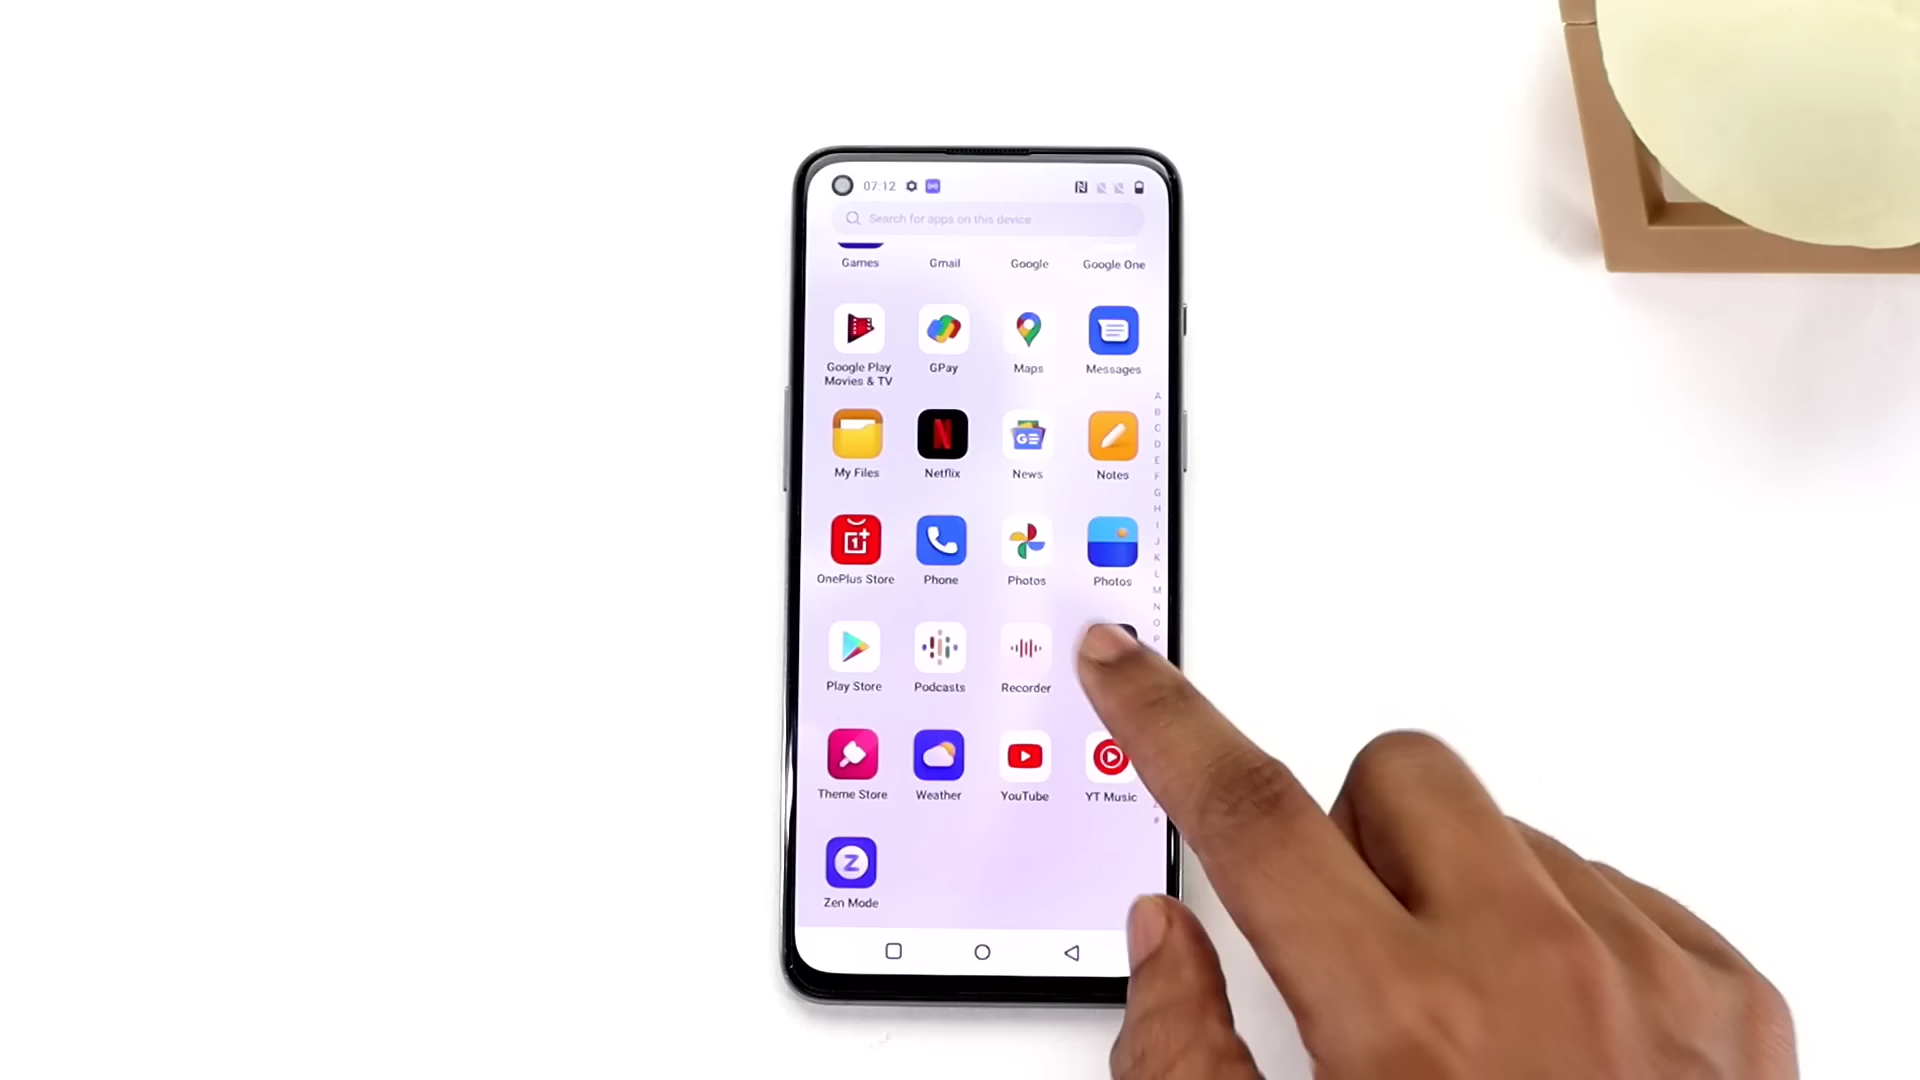 07:12
Search for apps on this device
Games Gmail Google Google One
Google Play
Movies & TV
GPay Maps Messages
My Files Netflix News Notes
GE
OnePlus Store Phone Photos Photos
Play Store Podcasts Recorder
Theme Store Weather YouTube YT Music
Z
Zen Mode
A
B
C
D
E
F
G
H
I
J
K
L
M
N
O
P
Z
#